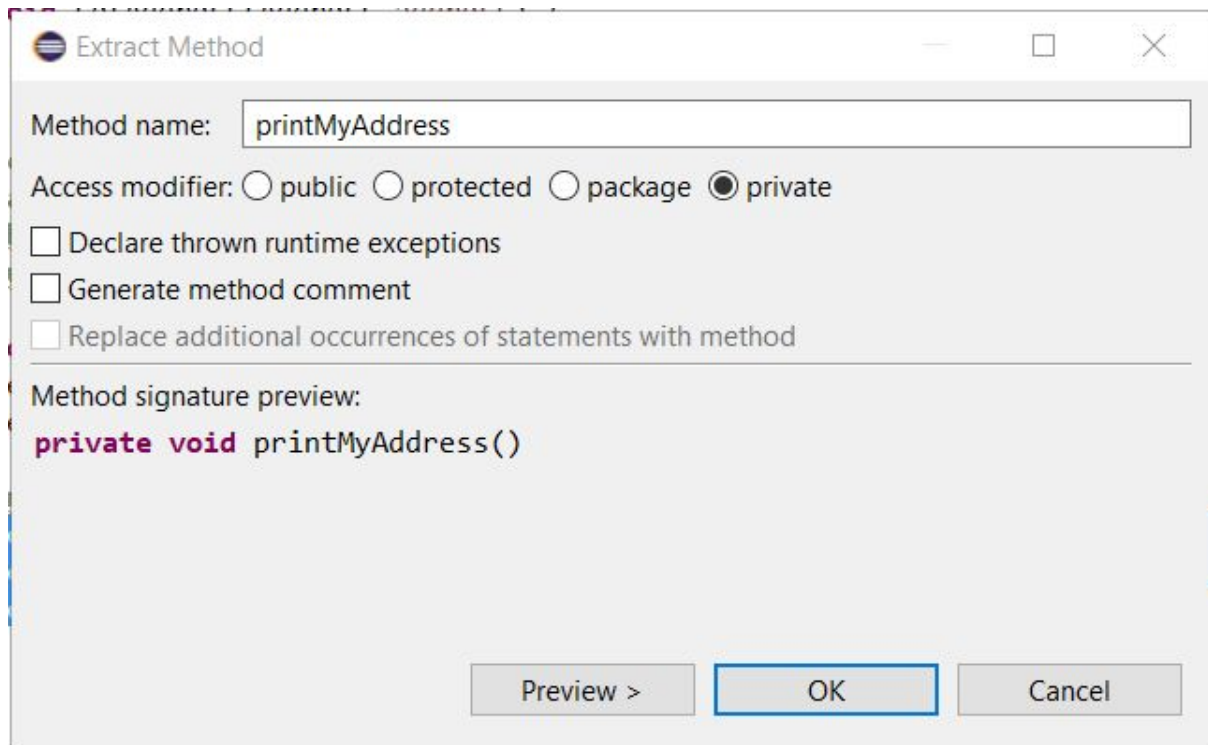 Extract Method
Method name: printMyAddress
Access modifier: public protected package private
Declare thrown runtime exceptions
Generate method comment
Replace additional occurrences of statements with method
Method signature preview:
private void printMyAddress()
Preview > OK Cancel